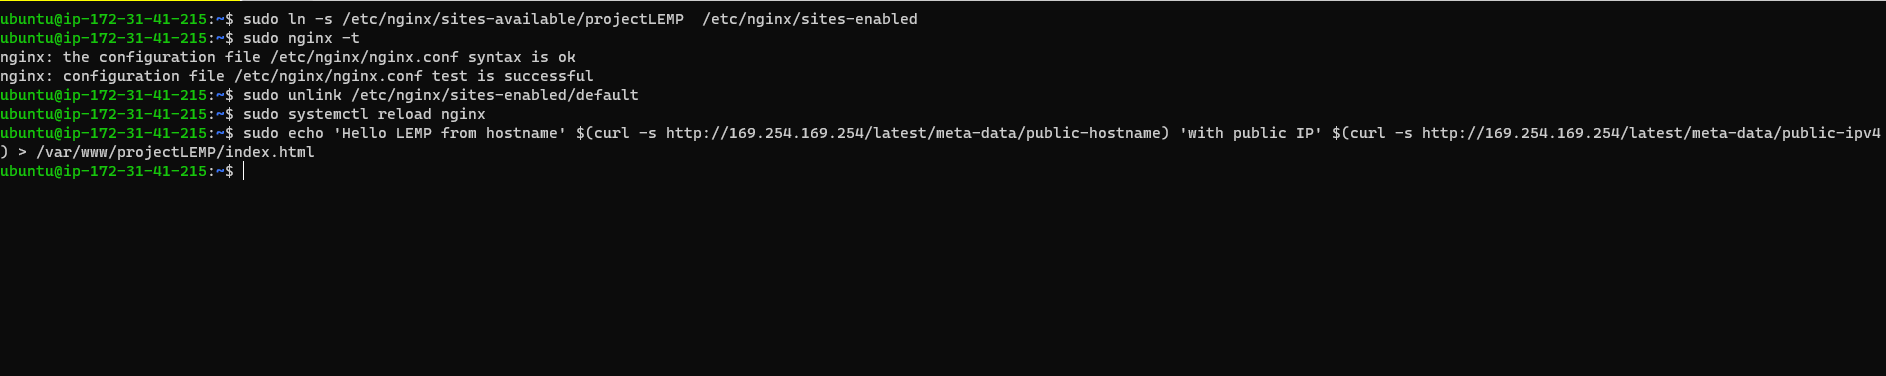 ubuntu@ip-172-31-41-215:~$ sudo ln -s /etc/nginx/sites-available/projectLEMP  /etc/nginx/sites-enabled
ubuntu@ip-172-31-41-215:~$ sudo nginx -t
nginx: the configuration file /etc/nginx/nginx.conf syntax is ok
nginx: configuration file /etc/nginx/nginx.conf test is successful
ubuntu@ip-172-31-41-215:~$ sudo unlink /etc/nginx/sites-enabled/default
ubuntu@ip-172-31-41-215:~$ sudo systemctl reload nginx
ubuntu@ip-172-31-41-215:~$ sudo echo 'Hello LEMP from hostname' $(curl -s http://169.254.169.254/latest/meta-data/public-hostname) 'with public IP' $(curl -s http://169.254.169.254/latest/meta-data/public-ipv4
) > /var/www/projectLEMP/index.html
ubuntu@ip-172-31-41-215:~$